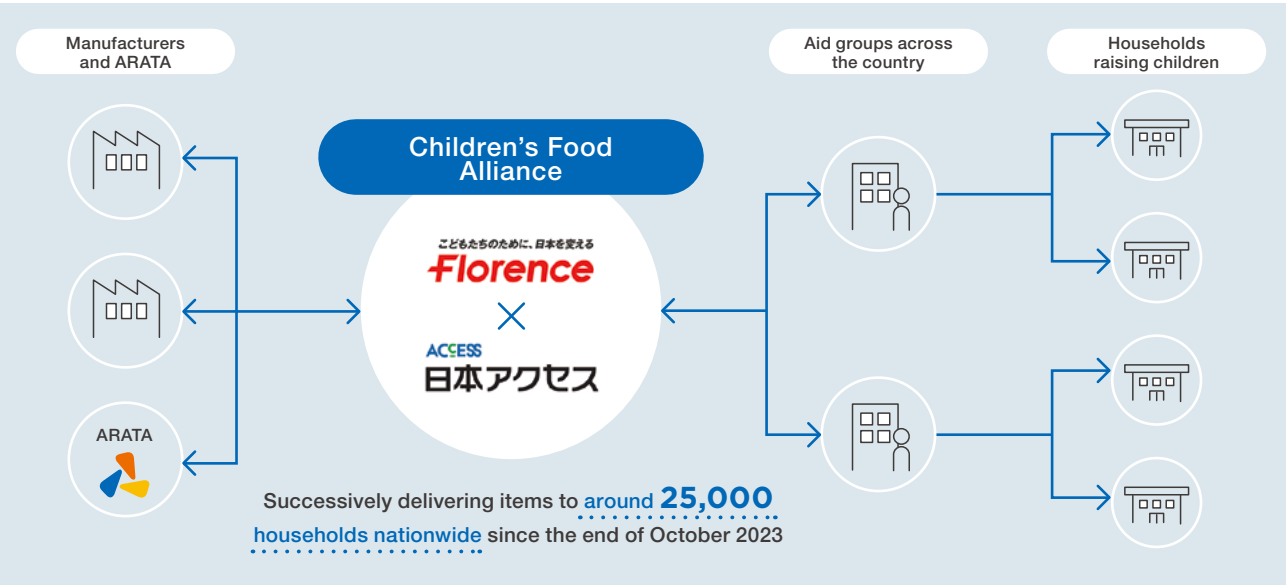 Manufacturers
and ARATA
Aid groups across
the country
Households
raising children
Children's Food
Alliance
こどもたちのために、日本を変える
Florence
×
ACCESS
日本アクセス
ARATA
Successively delivering items to around 25,000
households nationwide since the end of October 2023